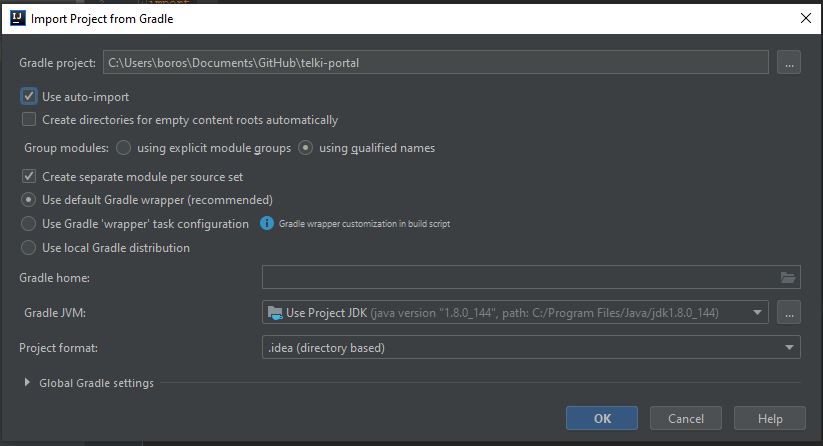 import
IJ Import Project from Gradle
Gradle project: C:\Users\boros\Documents\GitHub\telki-portal ...
Use auto-import
Create directories for empty content roots automatically
Group modules: using explicit module groups using qualified names
Create separate module per source set
Use default Gradle wrapper (recommended)
Use Gradle 'wrapper' task configuration i Gradle wrapper customization in build script
Use local Gradle distribution
Gradle home:
Gradle JVM: Use Project JDK (java version "1.8.0_144", path: C:/Program Files/Java/jdk1.8.0_144) ...
Project format: .idea (directory based)
Global Gradle settings
OK Cancel Help